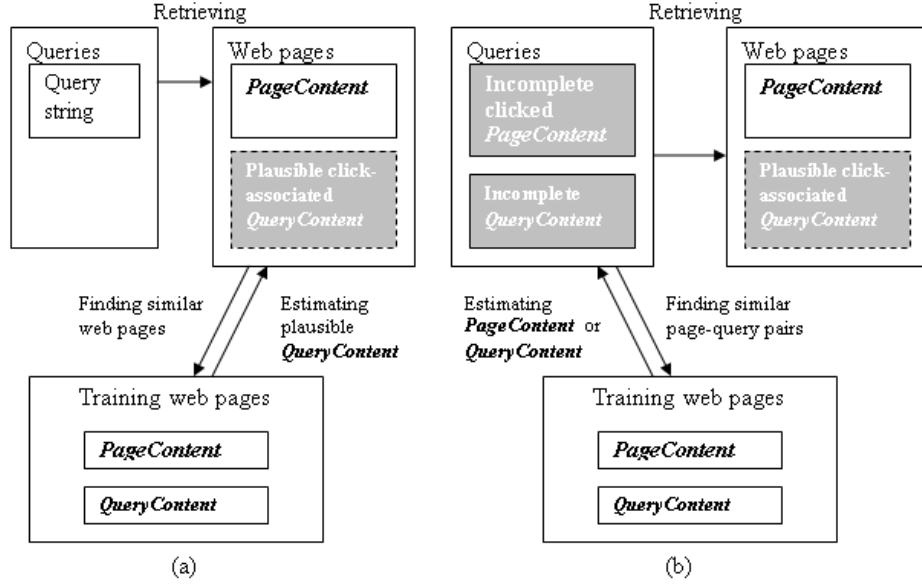 Retrieving
Queries
Query
string
Web pages
PageContent
Plausible click-
associated
QueryContent
Finding similar
web pages
Estimating
plausible
QueryContent
Training web pages
PageContent
QueryContent
(a)
Retrieving
Queries
Incomplete
clicked
PageContent
Incomplete
QueryContent
Web pages
PageContent
Plausible click-
associated
QueryContent
Estimating
PageContent or
QueryContent
Finding similar
page-query pairs
Training web pages
PageContent
QueryContent
(b)